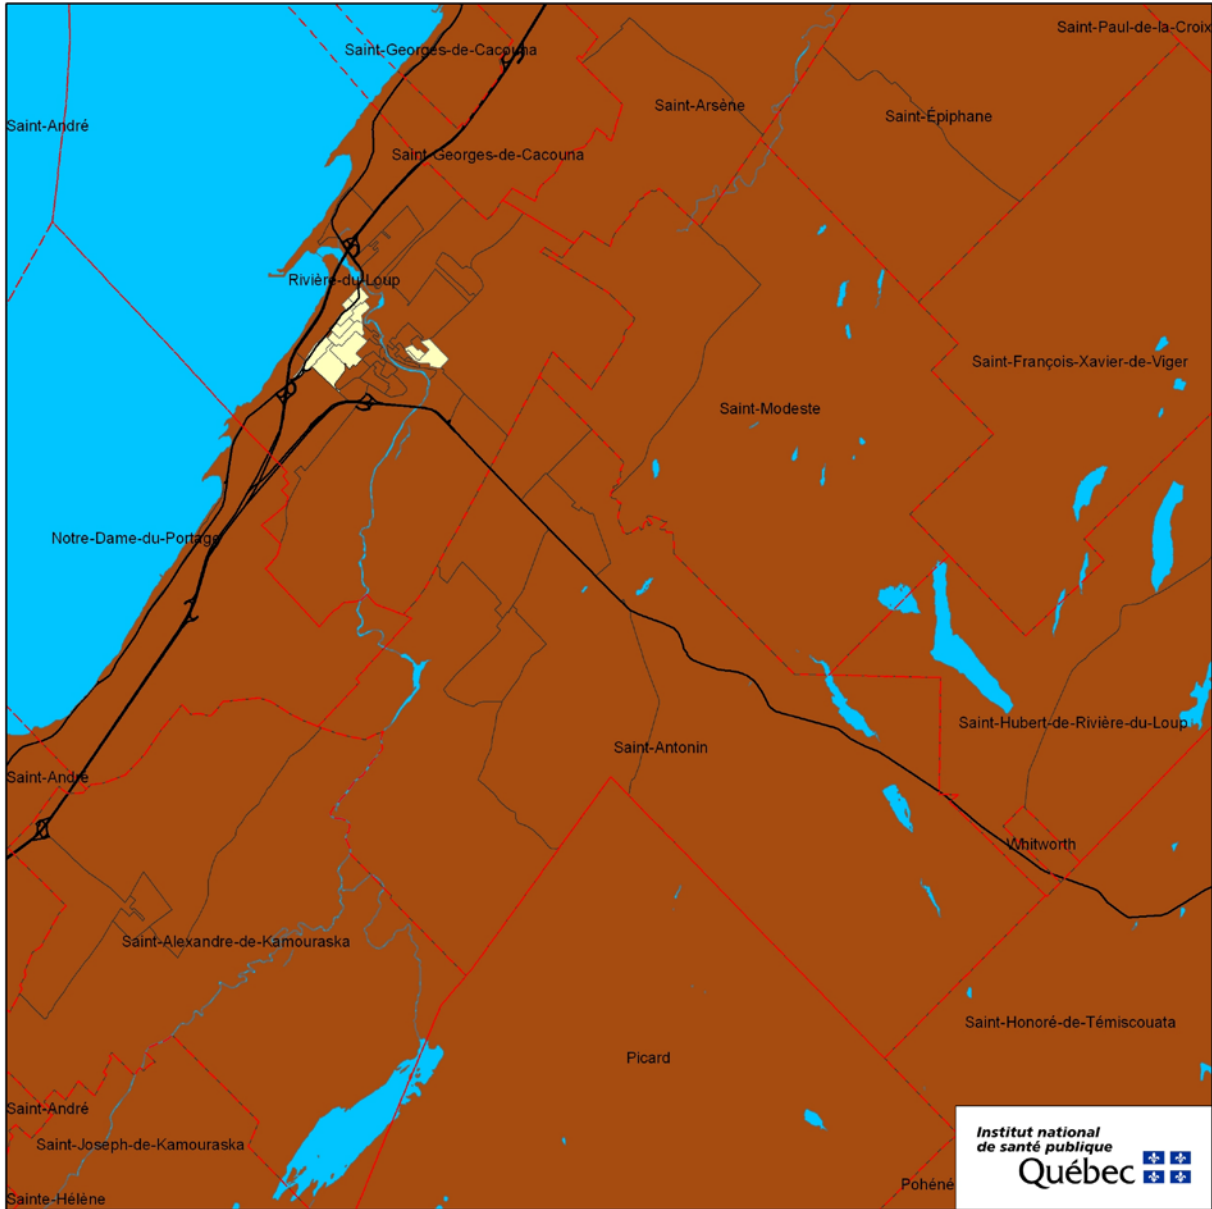 Saint-Paul-de-la-Croix
Saint-Georges-de-Cacouna
Saint-Arsène
Saint-Épiphane
Saint-André
Saint-Georges-de-Cacouna
Rivière-du-Loup
Saint-François-Xavier-de-Viger
Saint-Modeste
Notre-Dame-du-Portage
Saint-Hubert-de-Rivière-du-Loup
Saint-Antonin
Saint-André
Whitworth
Saint-Alexandre-de-Kamouraska
Saint-Honoré-de-Témiscouata
Picard
Saint-André
Saint-Joseph-de-Kamouraska
Pohéné
Sainte-Hélène
Institut national
de santé publique
Québec